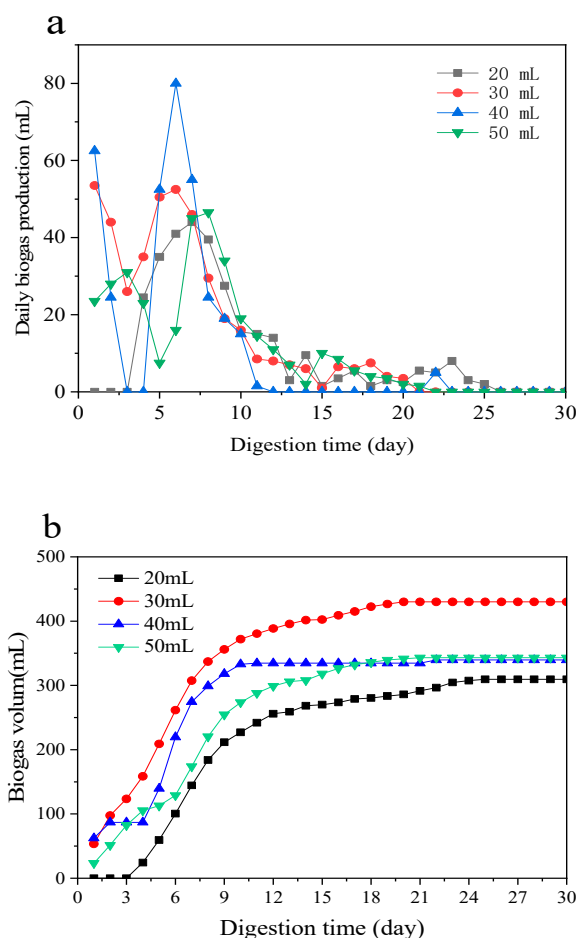 a
Daily biogas production (mL)
80
60
40
20
0
20 mL
30 mL
40 mL
50 mL
0 5 10 15 20 25 30
Digestion time (day)
b
Biogas volum(mL)
500
400
300
200
100
0
20mL
30mL
40mL
50mL
0 3 6 9 12 15 18 21 24 27 30
Digestion time (day)